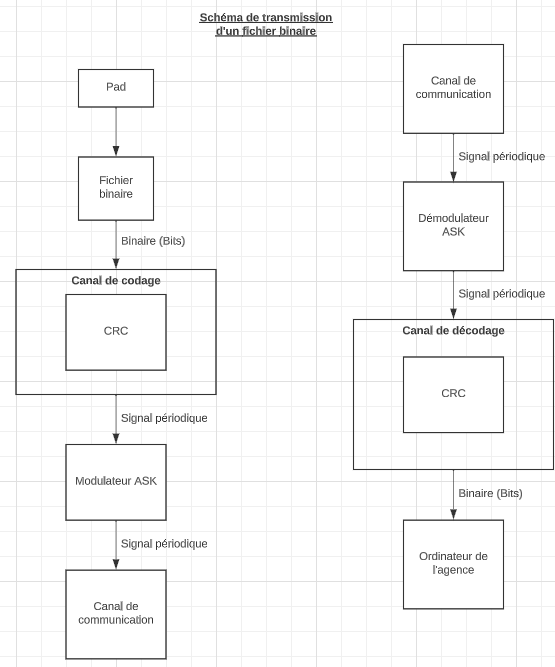 Schéma de transmission
d'un fichier binaire
Pad
Fichier
binaire
Binaire (Bits)
Canal de codage
CRC
Signal périodique
Modulateur ASK
Signal périodique
Canal de
communication
Canal de
communication
Signal périodique
Démodulateur
ASK
Signal périodique
Canal de décodage
CRC
Binaire (Bits)
Ordinateur de
l'agence